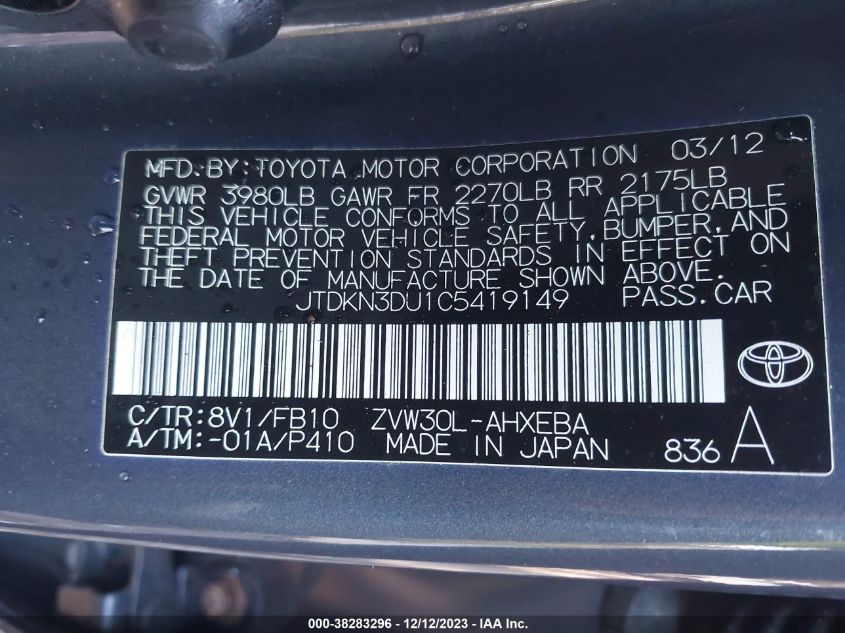 MFD.BY:TOYOTA MOTOR CORPORATION 03/12
GVWR 3980LB GAWR FR 2270LB RR 2175LB
THIS VEHICLE CONFORMS TO ALL APPLICABLE
FEDERAL MOTOR VEHICLE SAFETY,BUMPER,AND
THEFT PREVENTION STANDARDS IN EFFECT ON
THE DATE OF MANUFACTURE SHOWN ABOVE.
JTDKN3DU1C5419149 PASS.CAR
C/TR:8V1/FB10 ZVW30L-AHXEBA
A/TM:-01A/P410 MADE IN JAPAN 836 A
000-38283296 - 12/12/2023 - IAA Inc.